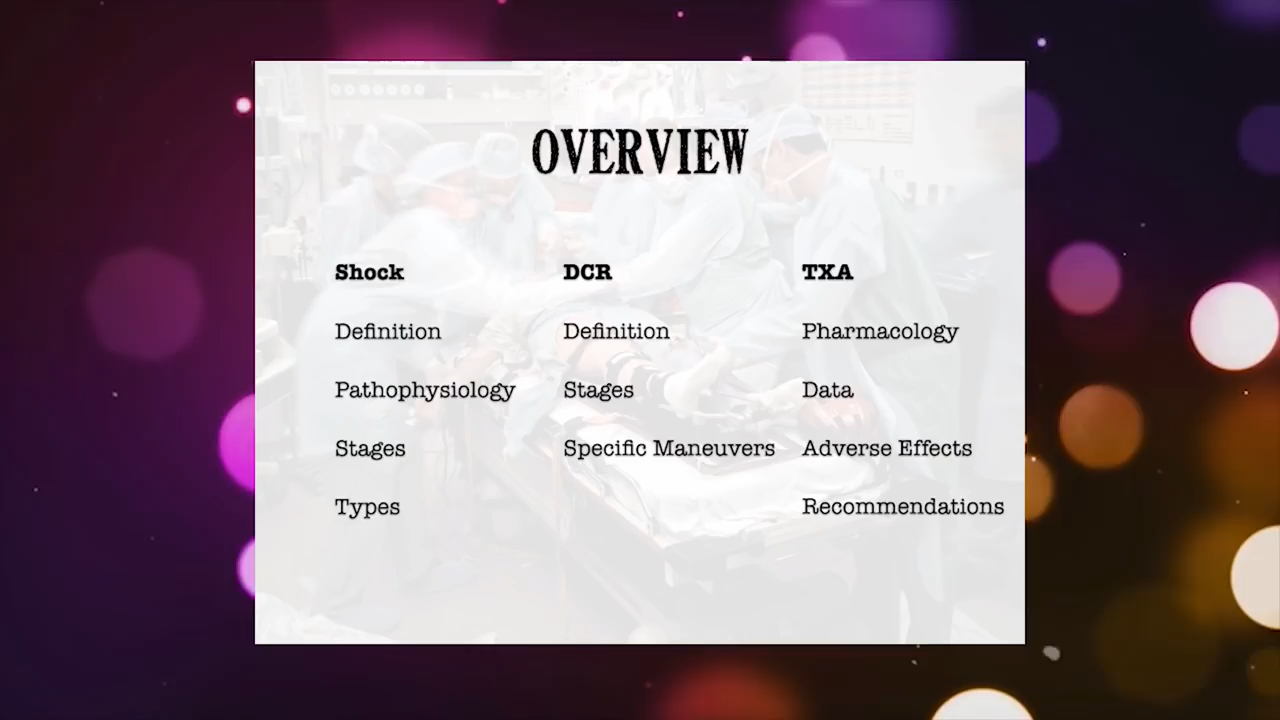 OVERVIEW
Shock DCR TXA
Definition Definition Pharmacology
Pathophysiology Stages Data
Stages Specific Maneuvers Adverse Effects
Types Recommendations